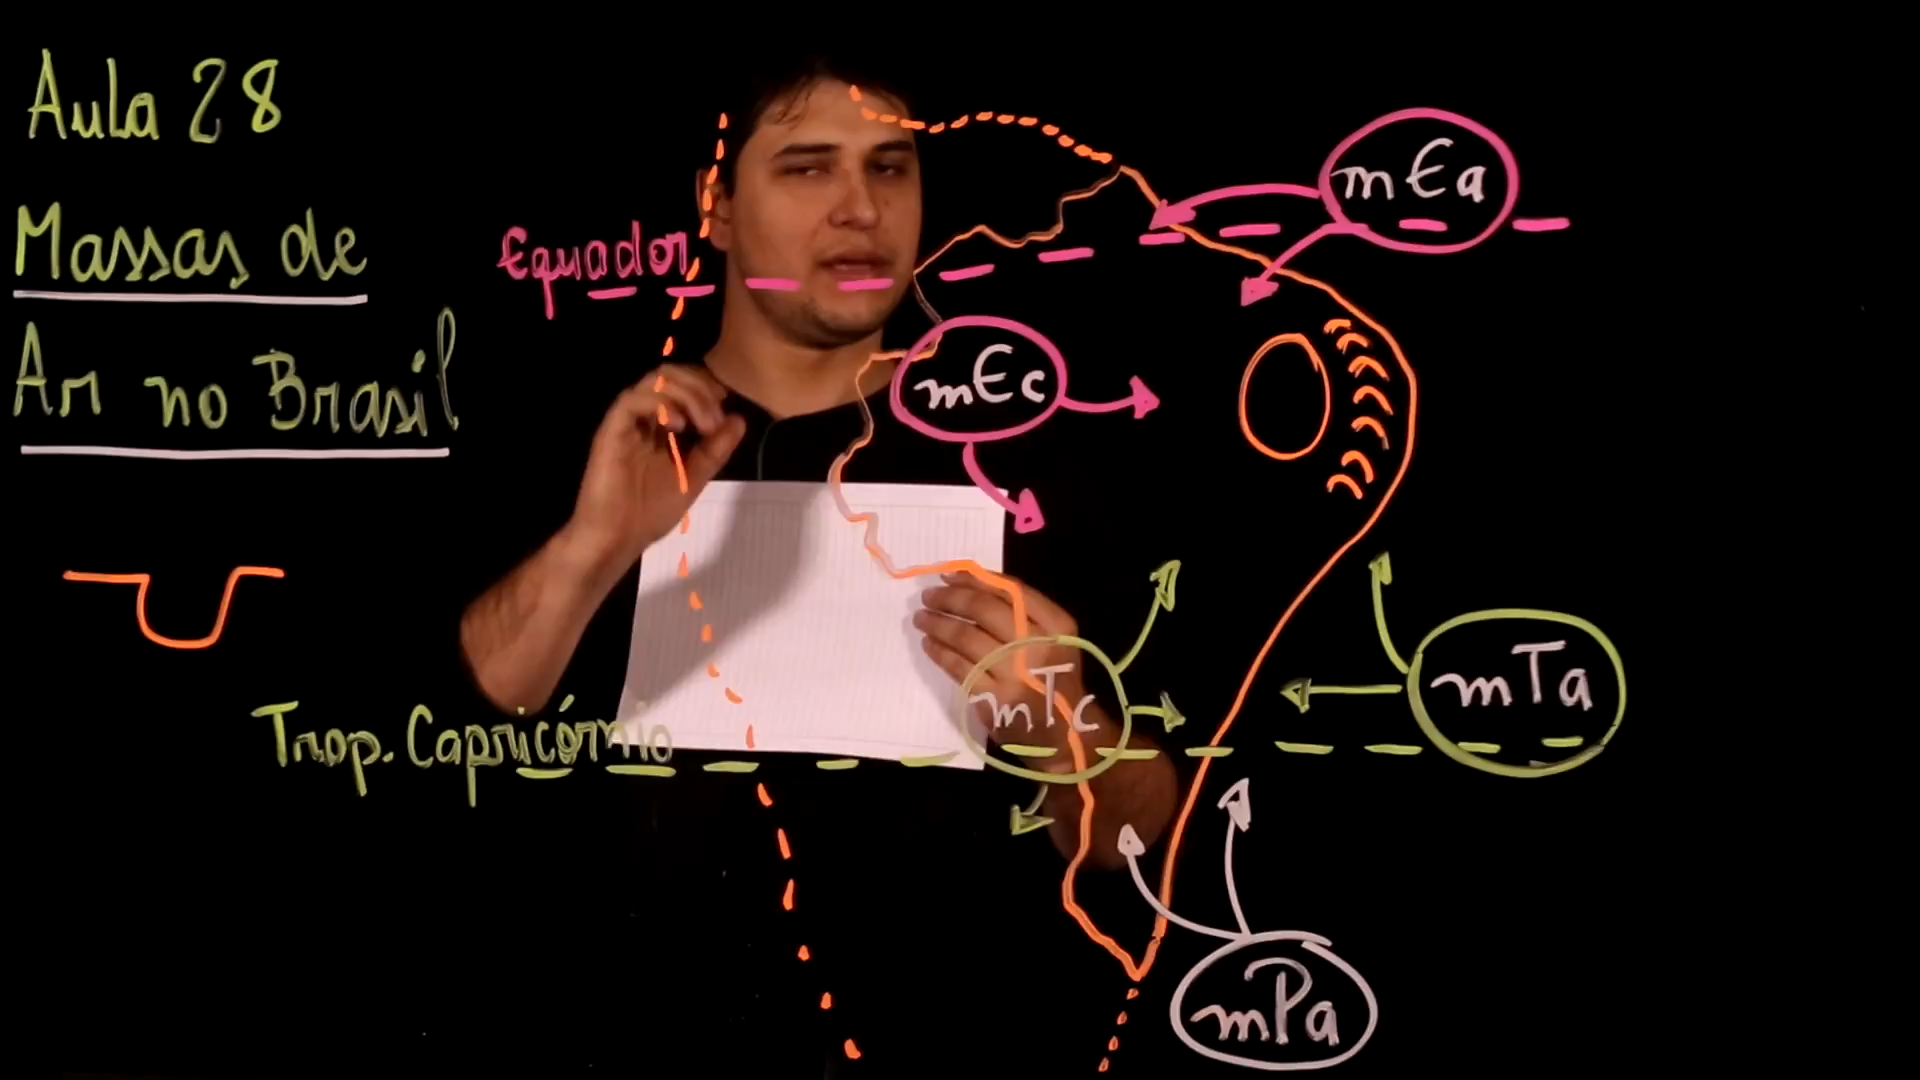 Aula 28
Massas de
Ar no Brasil
Equador
mEa
mEc
Trop. Capricórnio
mTc
mTa
mPa